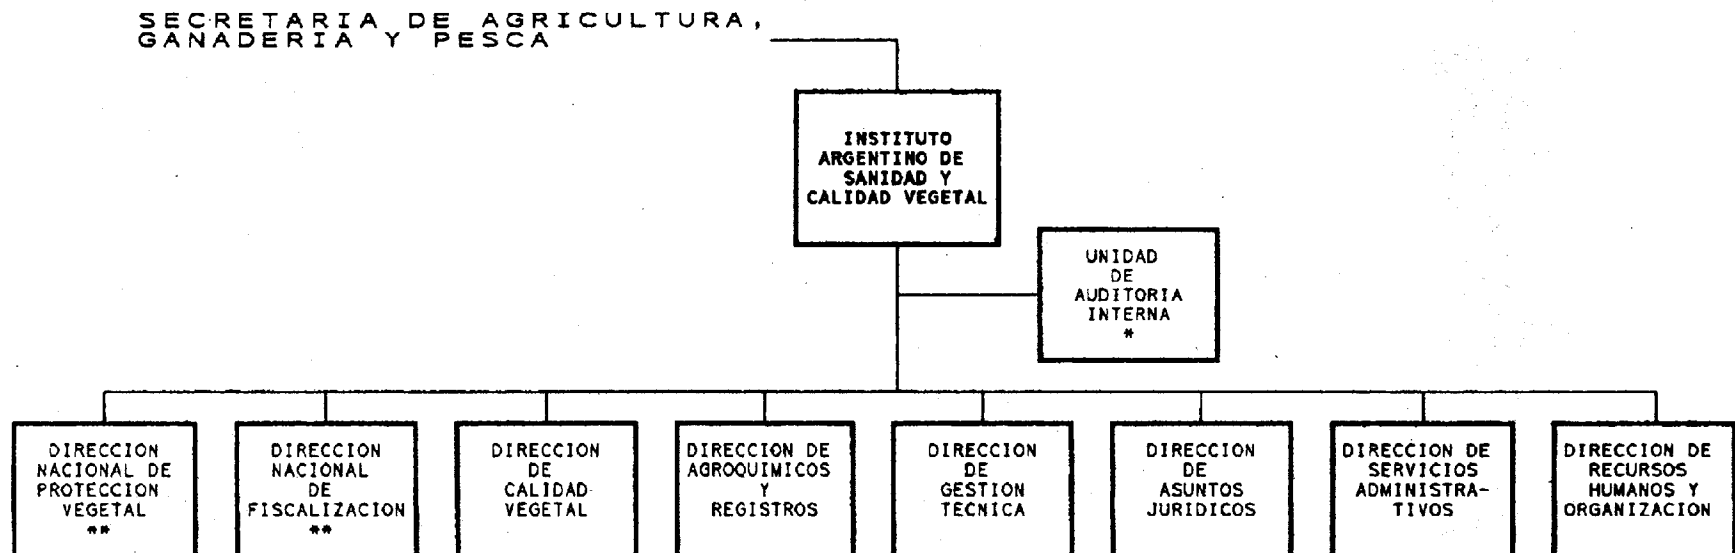 SECRETARIA DE AGRICULTURA,
GANADERIA Y PESCA
INSTITUTO
ARGENTINO DE
SANIDAD Y
CALIDAD VEGETAL
UNIDAD
DE
AUDITORIA
INTERNA
*
DIRECCION
NACIONAL DE
PROTECCION
VEGETAL
**
DIRECCION
NACIONAL
DE
FISCALIZACION
**
DIRECCION
DE
CALIDAD
VEGETAL
DIRECCION DE
AGROQUIMICOS
Y
REGISTROS
DIRECCION
DE
GESTION
TECNICA
DIRECCION
DE
ASUNTOS
JURIDICOS
DIRECCION DE
SERVICIOS
ADMINISTRA-
TIVOS
DIRECCION DE
RECURSOS
HUMANOS Y
ORGANIZACION